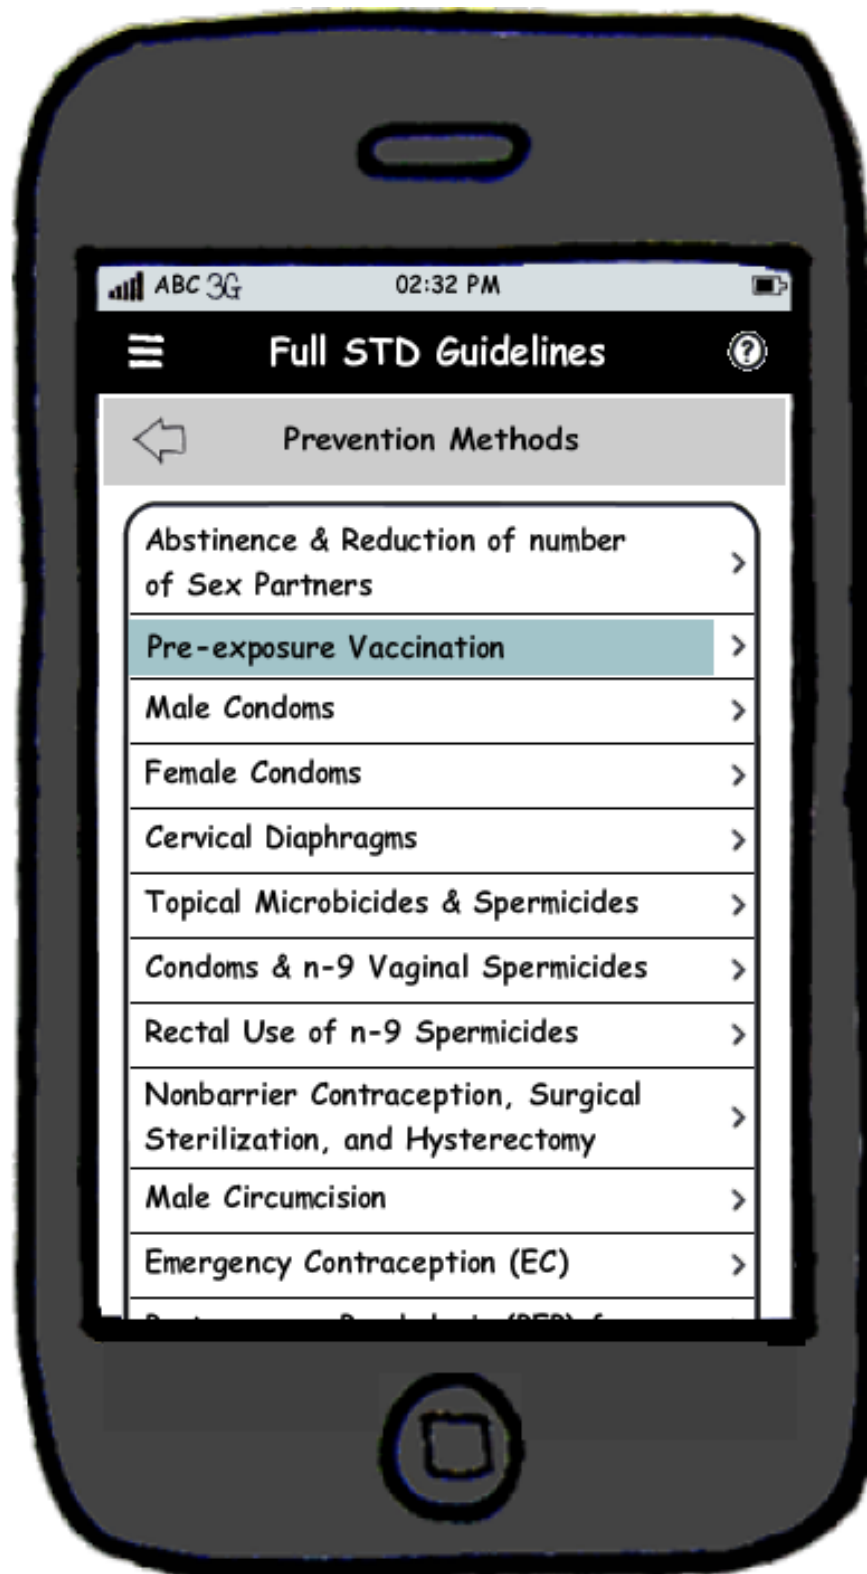 ABC 3G 02:32 PM
Full STD Guidelines
Prevention Methods
Abstinence & Reduction of number
of Sex Partners
Pre-exposure Vaccination
Male Condoms
Female Condoms
Cervical Diaphragms
Topical Microbicides & Spermicides
Condoms & n-9 Vaginal Spermicides
Rectal Use of n-9 Spermicides
Nonbarrier Contraception, Surgical
Sterilization, and Hysterectomy
Male Circumcision
Emergency Contraception (EC)